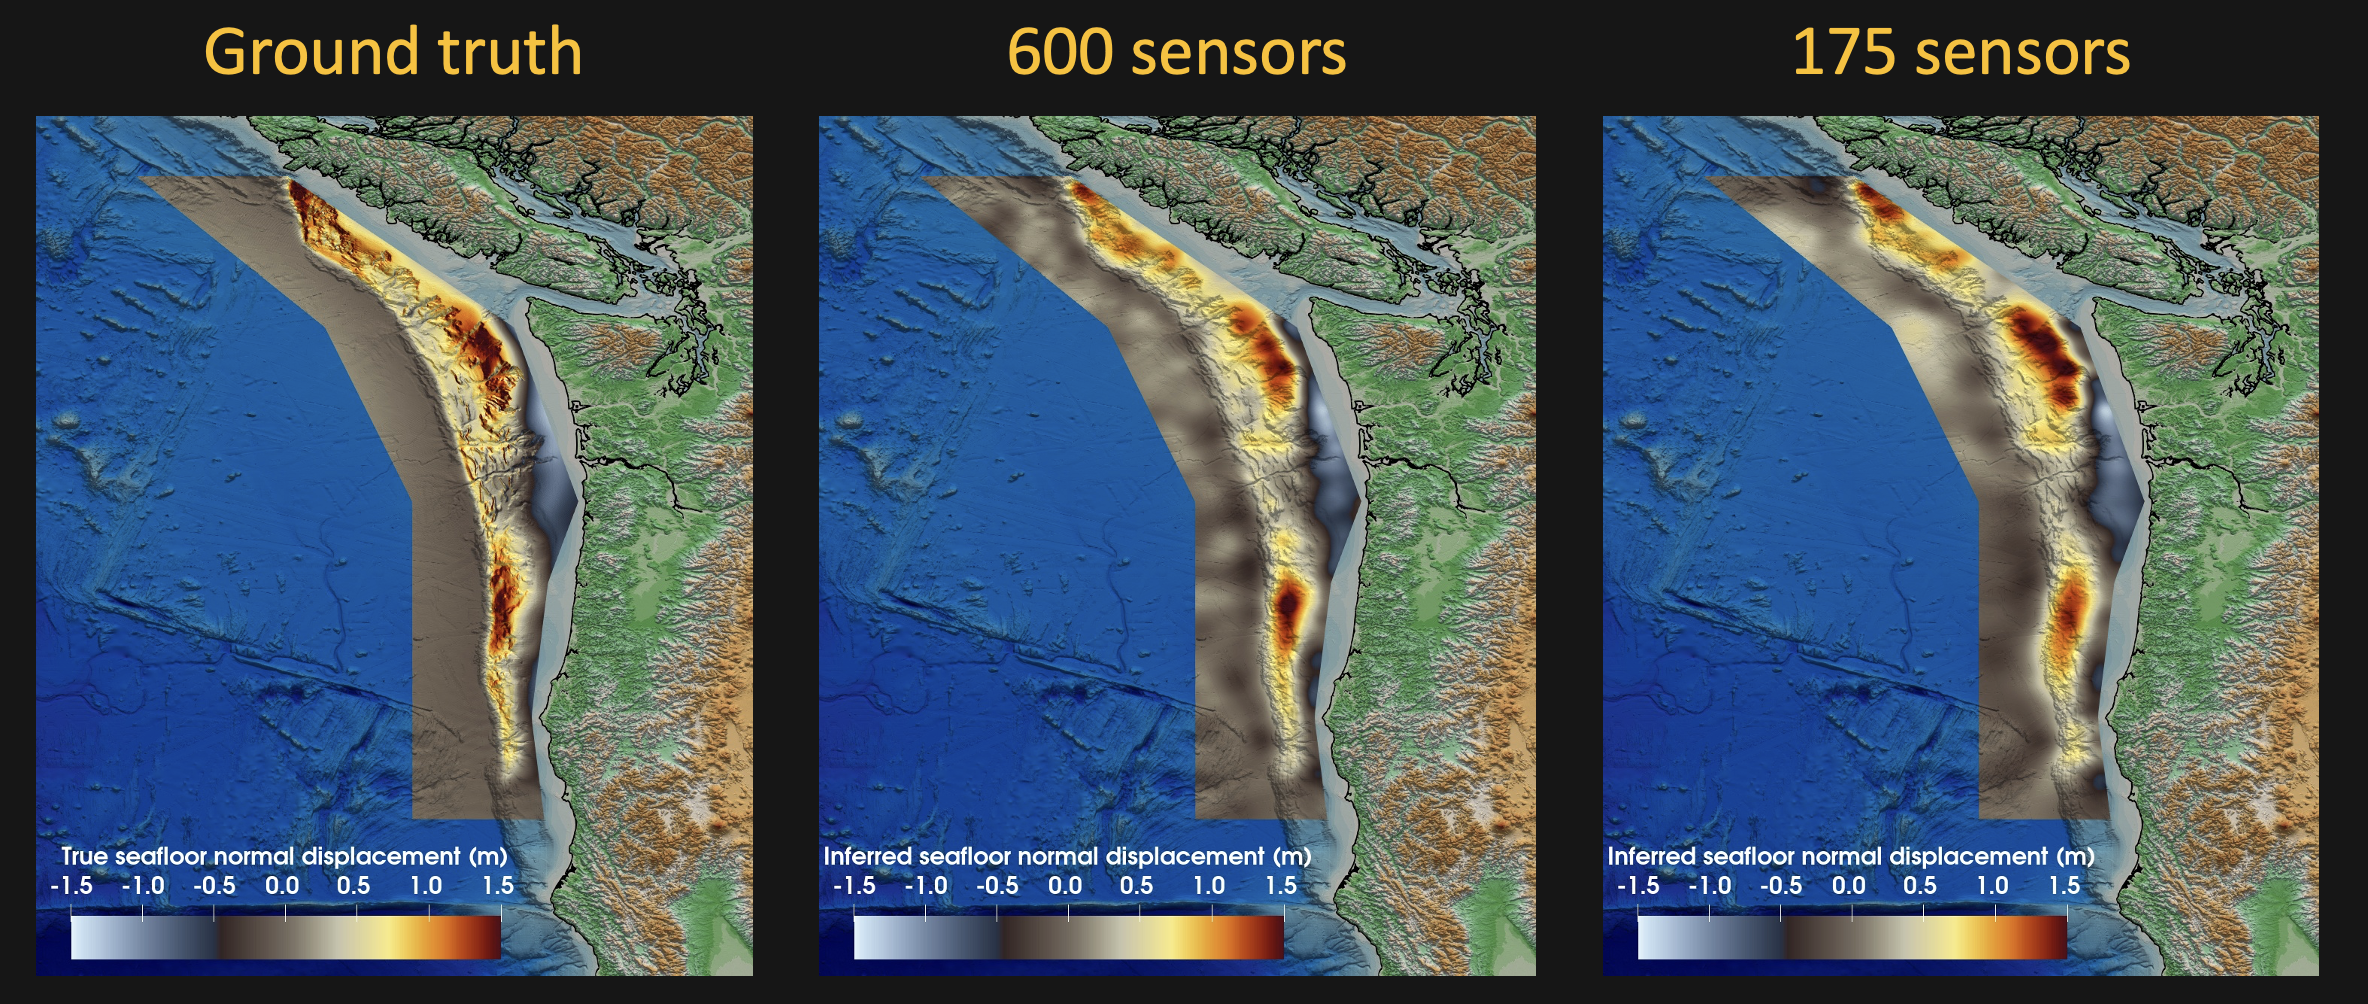 Ground truth
600 sensors
175 sensors
True seafloor normal displacement (m)
-1.5 -1.0 -0.5 0.0 0.5 1.0 1.5
Inferred seafloor normal displacement (m)
-1.5 -1.0 -0.5 0.0 0.5 1.0 1.5
Inferred seafloor normal displacement (m)
-1.5 -1.0 -0.5 0.0 0.5 1.0 1.5